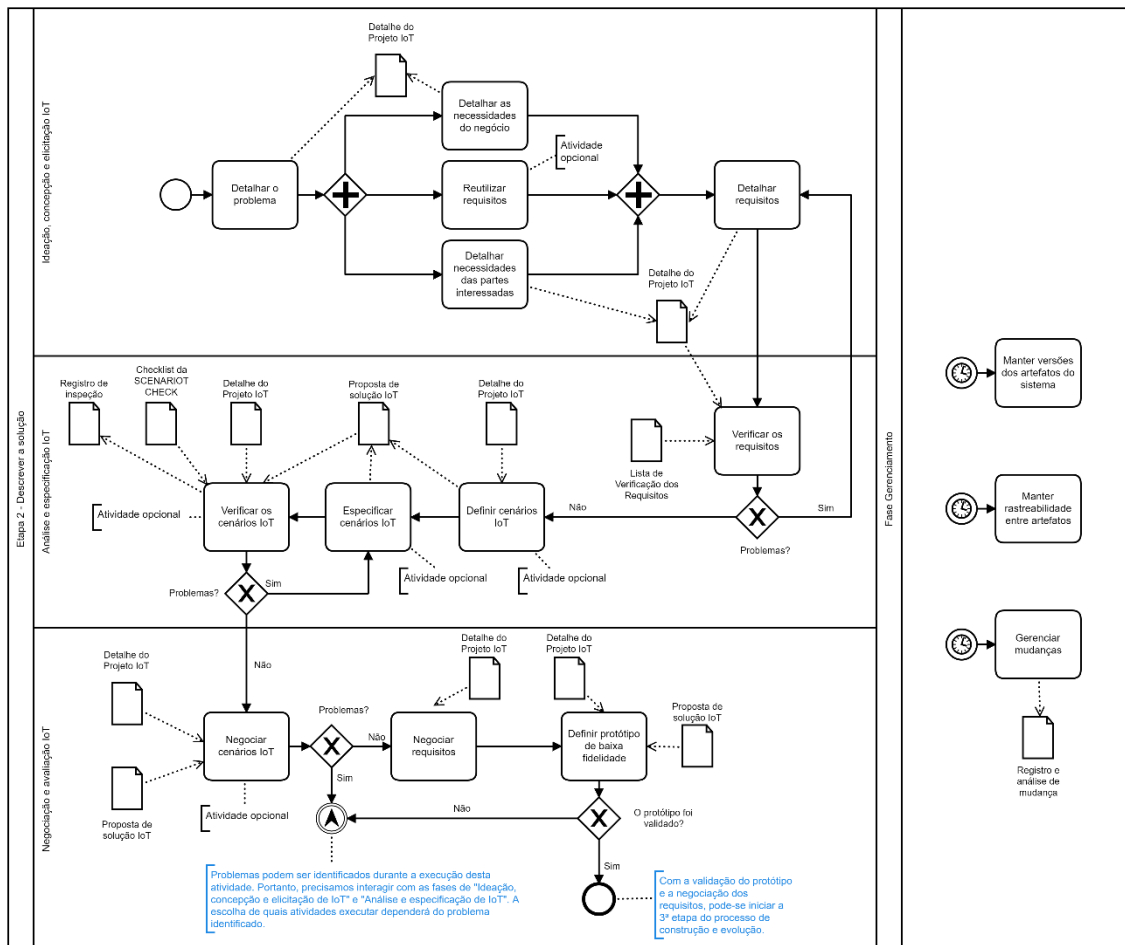 Etapa 2 - Descrever a solução
Ideação, concepção e elicitação IoT
Detalhe do
Projeto IoT
Detalhar o
problema
Detalhar as
necessidades
do negócio
Reutilizar
requisitos
Atividade
opcional
Detalhar
necessidades
das partes
interessadas
Detalhar
requisitos
Detalhe do
Projeto IoT
Análise e especificação IoT
Registro de
inspeção
Checklist da
SCENARIOT
CHECK
Detalhe do
Projeto IoT
Proposta de
solução IoT
Detalhe do
Projeto IoT
Verificar os
requisitos
Lista de
Verificação dos
Requisitos
Atividade opcional
Verificar os
cenários IoT
Especificar
cenários IoT
Definir cenários
IoT
Não
Sim
Problemas?
Atividade opcional
Atividade opcional
Problemas?
Sim
Não
Negociação e avaliação IoT
Detalhe do
Projeto IoT
Detalhe do
Projeto IoT
Detalhe do
Projeto IoT
Problemas?
Proposta de
solução IoT
Negociar
cenários IoT
Não
Negociar
requisitos
Definir protótipo
de baixa
fidelidade
Sim
Proposta de
solução IoT
Atividade opcional
Não
O protótipo foi
validado?
Sim
Problemas podem ser identificados durante a execução desta
atividade. Portanto, precisamos interagir com as fases de "Ideação,
concepção e elicitação de IoT" e "Análise e especificação de IoT". A
escolha de quais atividades executar dependerá do problema
identificado.
Com a validação do protótipo
e a negociação dos
requisitos, pode-se iniciar a
3ª etapa do processo de
construção e evolução.
Fase Gerenciamento
Manter versões
dos artefatos do
sistema
Manter
rastreabilidade
entre artefatos
Gerenciar
mudanças
Registro e
análise de
mudança